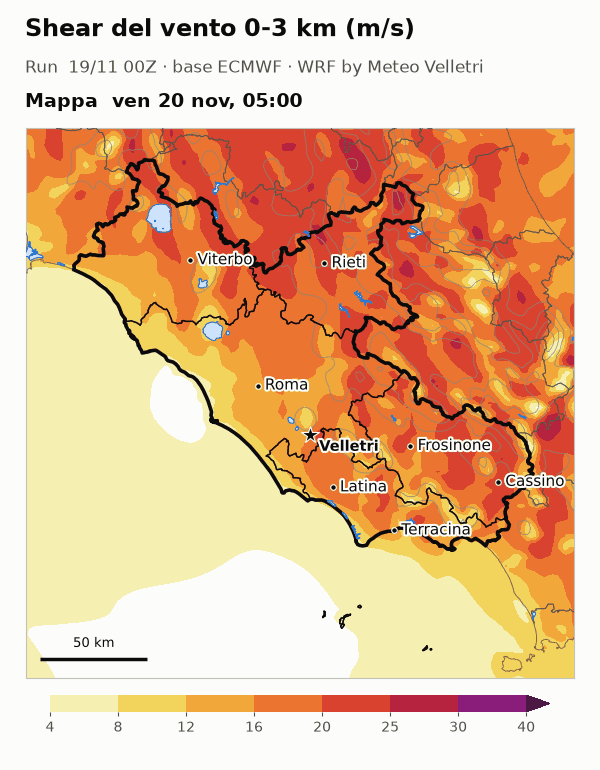 Shear del vento 0-3 km (m/s)
Run  19/11 00Z · base ECMWF · WRF by Meteo Velletri
Mappa  ven 20 nov, 05:00
Viterbo
Rieti
Roma
Velletri
Frosinone
Latina
Cassino
Terracina
50 km
4 8 12 16 20 25 30 40